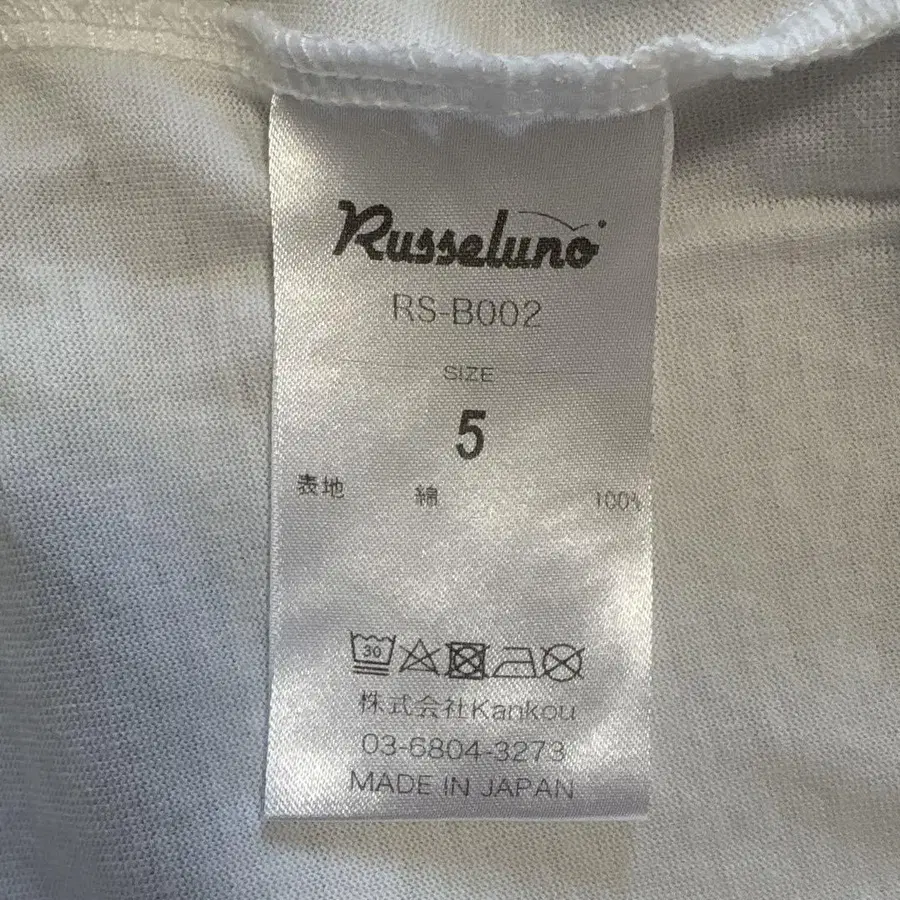 Russeluno
RS-B002
SIZE
5
表地 綿 100%
30
株式会社Kankou
03-6804-3273
MADE IN JAPAN